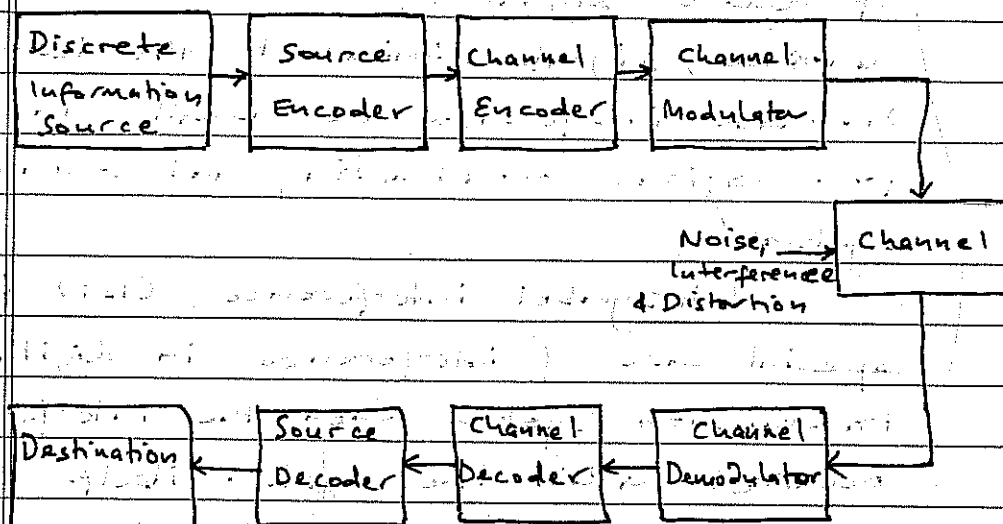 Discrete
Information
Source
Source
Encoder
Channel
Encoder
Channel
Modulator
Channel
Noise,
Interference
& Distortion
Destination
Source
Decoder
Channel
Decoder
Channel
Demodulator